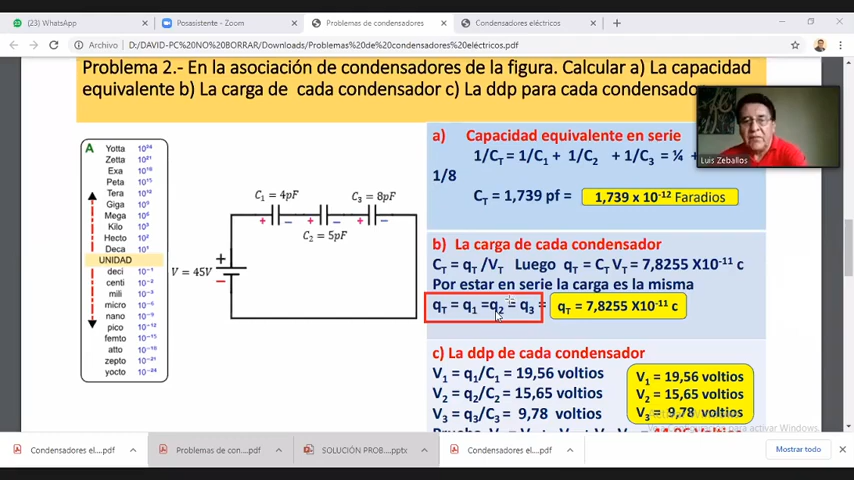 (23) WhatsApp
Posasistente - Zoom
Problemas de condensadores
Condensadores eléctricos
Archivo
D:/DAVID-PC%20NO%20BORRAR/Downloads/Problemas%20de%20condensadores%20eléctricos.pdf
Problema 2.- En la asociación de condensadores de la figura. Calcular a) La capacidad
equivalente b) La carga de cada condensador c) La ddp para cada condensado
Luis Zeballos
A
Yotta 10²⁴
Zetta 10²¹
Exa 10¹⁸
Peta 10¹⁵
Tera 10¹²
Giga 10⁹
Mega 10⁶
Kilo 10³
Hecto 10²
Deca 10¹
UNIDAD
deci 10⁻¹
centi 10⁻²
mili 10⁻³
micro 10⁻⁶
nano 10⁻⁹
pico 10⁻¹²
femto 10⁻¹⁵
atto 10⁻¹⁸
zepto 10⁻²¹
yocto 10⁻²⁴
C₁ = 4pF
C₃ = 8pF
+ – + – + –
C₂ = 5pF
+
V = 45V
–
a) Capacidad equivalente en serie
1/C_T = 1/C₁ + 1/C₂ + 1/C₃ = ¼ +
1/8
C_T = 1,739 pf = 1,739 x 10⁻¹² Faradios
b) La carga de cada condensador
C_T = q_T /V_T Luego q_T = C_T V_T = 7,8255 X10⁻¹¹ c
Por estar en serie la carga es la misma
q_T = q₁ =q₂ = q₃ = q_T = 7,8255 X10⁻¹¹ c
c) La ddp de cada condensador
V₁ = q₁/C₁ = 19,56 voltios
V₂ = q₂/C₂ = 15,65 voltios
V₃ = q₃/C₃ = 9,78 voltios
V₁ = 19,56 voltios
V₂ = 15,65 voltios
V₃ = 9,78 voltios
para activar Windows.
Condensadores el....pdf
Problemas de con....pdf
SOLUCIÓN PROB....pptx
Condensadores el....pdf
Mostrar todo